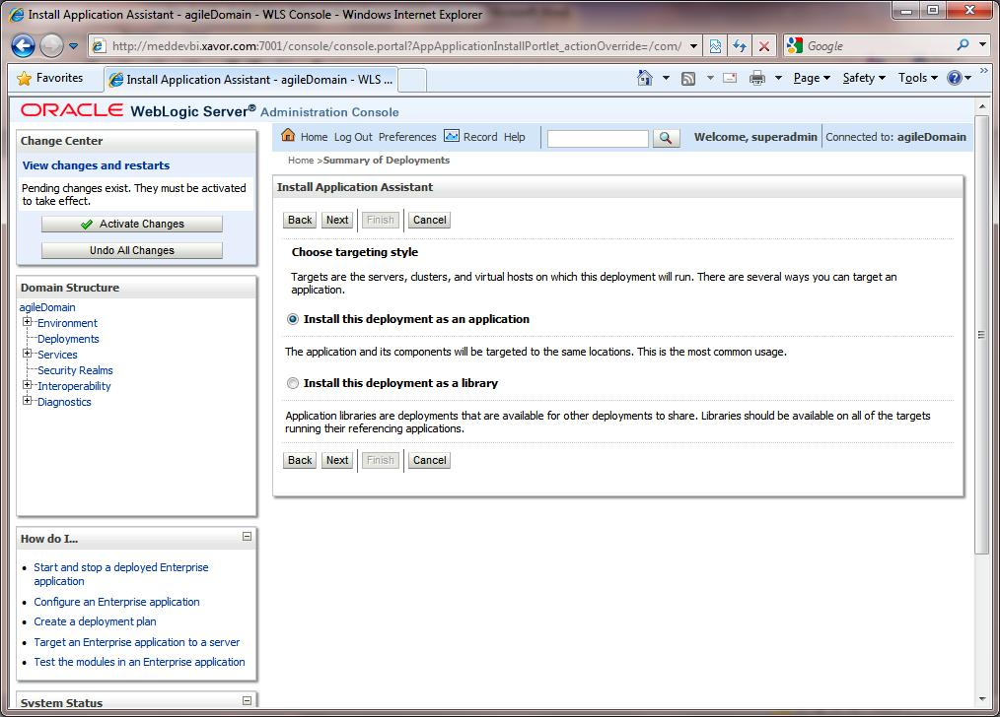 Install Application Assistant - agileDomain - WLS Console - Windows Internet Explorer
http://meddevbi.xavor.com:7001/console/console.portal?AppApplicationInstallPortlet_actionOverride=/com/
Google
Favorites
Install Application Assistant - agileDomain - WLS ...
Page
Safety
Tools
ORACLE WebLogic Server® Administration Console
Change Center
View changes and restarts
Pending changes exist. They must be activated
to take effect.
Activate Changes
Undo All Changes
Domain Structure
agileDomain
Environment
Deployments
Services
Security Realms
Interoperability
Diagnostics
How do I...
Start and stop a deployed Enterprise
application
Configure an Enterprise application
Create a deployment plan
Target an Enterprise application to a server
Test the modules in an Enterprise application
System Status
Home Log Out Preferences Record Help
Welcome, superadmin
Connected to: agileDomain
Home >Summary of Deployments
Install Application Assistant
Back Next Finish Cancel
Choose targeting style
Targets are the servers, clusters, and virtual hosts on which this deployment will run. There are several ways you can target an
application.
Install this deployment as an application
The application and its components will be targeted to the same locations. This is the most common usage.
Install this deployment as a library
Application libraries are deployments that are available for other deployments to share. Libraries should be available on all of the targets
running their referencing applications.
Back Next Finish Cancel